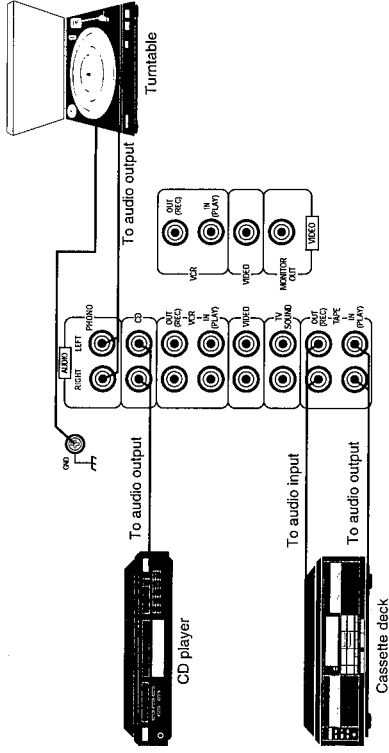 Turntable
To audio output
OUT
(REC)
IN
(PLAY)
VCR
VIDEO
MONITOR
OUT
VIDEO
AUDIO
RIGHT
LEFT
PHONO
GND
CD
OUT
(REC)
VCR
IN
(PLAY)
VIDEO
TV
SOUND
OUT
(REC)
TAPE
IN
(PLAY)
To audio output
CD player
To audio input
To audio output
Cassette deck